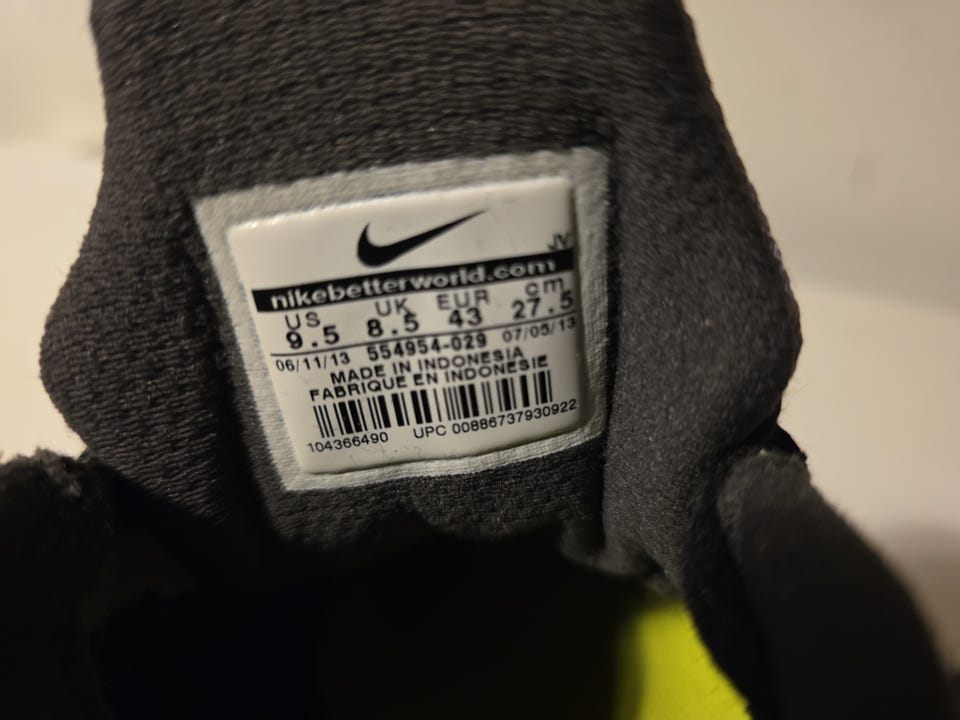 JV
nikebetterworld.com
US UK EUR cm
9.5 8.5 43 27.5
06/11/13 554954-029 07/05/13
MADE IN INDONESIA
FABRIQUE EN INDONESIE
104366490 UPC 00886737930922